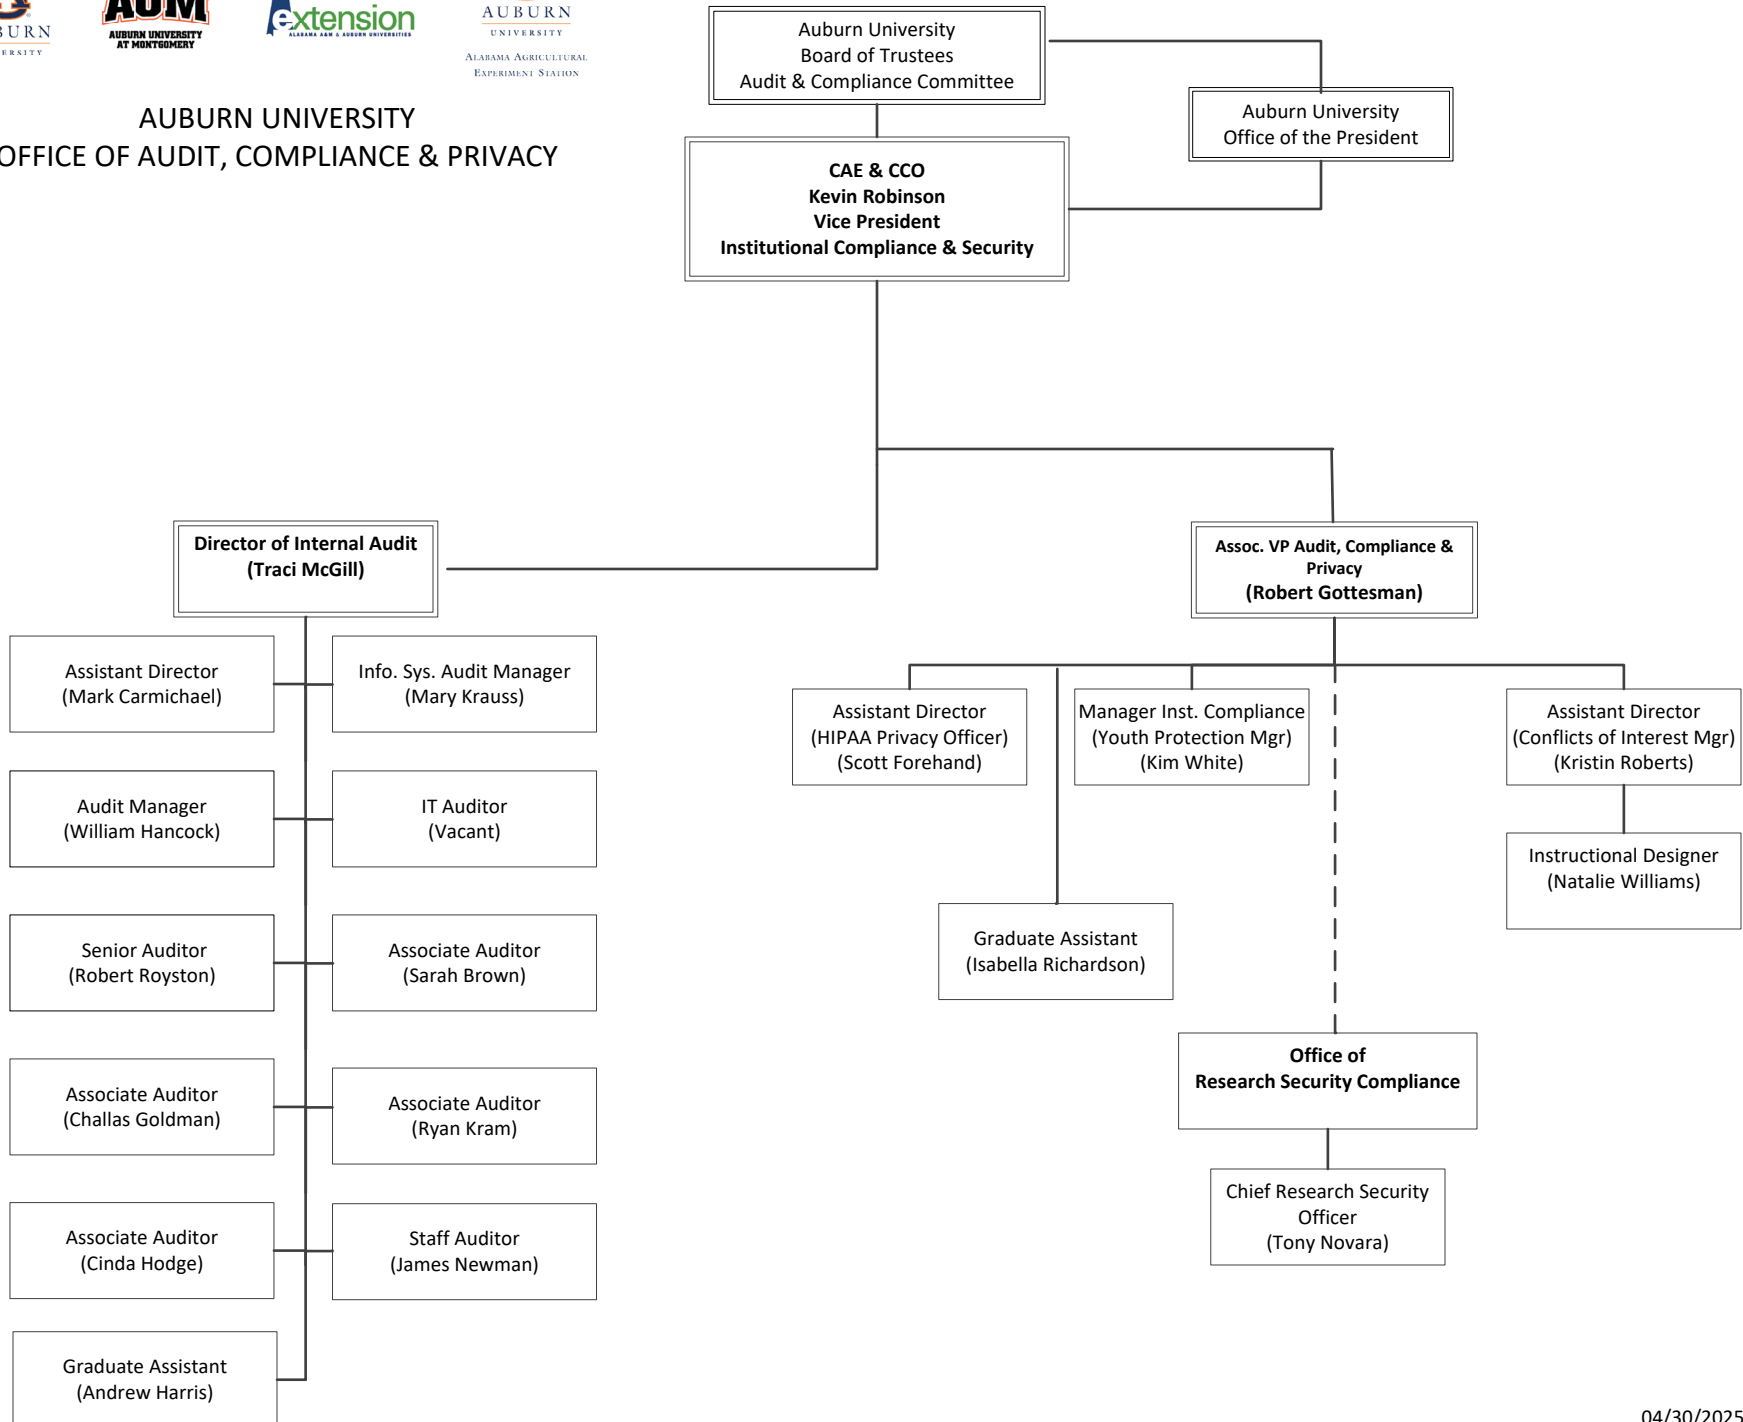 AUM
AUBURN UNIVERSITY
AT MONTGOMERY
extension
ALABAMA A&M & AUBURN UNIVERSITIES
AUBURN
UNIVERSITY
ALABAMA AGRICULTURAL
EXPERIMENT STATION
AUBURN UNIVERSITY
OFFICE OF AUDIT, COMPLIANCE & PRIVACY
Auburn University
Board of Trustees
Audit & Compliance Committee
Auburn University
Office of the President
CAE & CCO
Kevin Robinson
Vice President
Institutional Compliance & Security
Director of Internal Audit
(Traci McGill)
Assoc. VP Audit, Compliance &
Privacy
(Robert Gottesman)
Assistant Director
(Mark Carmichael)
Info. Sys. Audit Manager
(Mary Krauss)
Audit Manager
(William Hancock)
IT Auditor
(Vacant)
Senior Auditor
(Robert Royston)
Associate Auditor
(Sarah Brown)
Associate Auditor
(Challas Goldman)
Associate Auditor
(Ryan Kram)
Associate Auditor
(Cinda Hodge)
Staff Auditor
(James Newman)
Graduate Assistant
(Andrew Harris)
Assistant Director
(HIPAA Privacy Officer)
(Scott Forehand)
Manager Inst. Compliance
(Youth Protection Mgr)
(Kim White)
Assistant Director
(Conflicts of Interest Mgr)
(Kristin Roberts)
Instructional Designer
(Natalie Williams)
Graduate Assistant
(Isabella Richardson)
Office of
Research Security Compliance
Chief Research Security
Officer
(Tony Novara)
04/30/2025